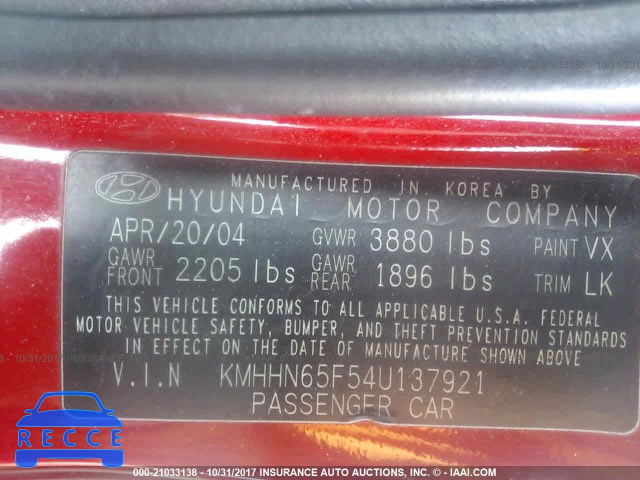 MANUFACTURED IN KOREA BY
HYUNDAI MOTOR COMPANY
APR/20/04 GVWR 3880 lbs PAINT VX
GAWR FRONT 2205 lbs GAWR REAR 1896 lbs TRIM LK
THIS VEHICLE CONFORMS TO ALL APPLICABLE U.S.A. FEDERAL
MOTOR VEHICLE SAFETY, BUMPER, AND THEFT PREVENTION STANDARDS
IN EFFECT ON THE DATE OF MANUFACTURE SHOWN ABOVE
V.I.N KMHHN65F54U137921
PASSENGER CAR
RECCE
000-21033138 - 10/31/2017 INSURANCE AUTO AUCTIONS, INC. - ©IAAI.COM